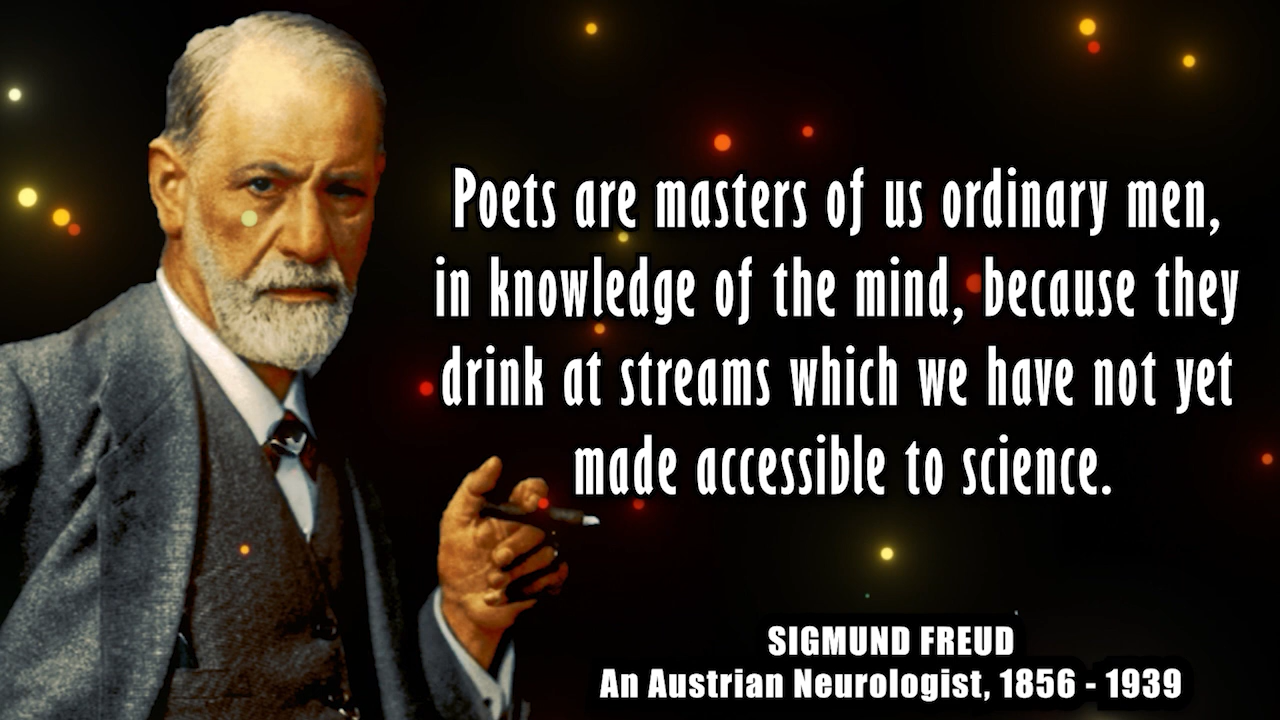 Poets are masters of us ordinary men,
in knowledge of the mind, because they
drink at streams which we have not yet
made accessible to science.
SIGMUND FREUD
An Austrian Neurologist, 1856 - 1939